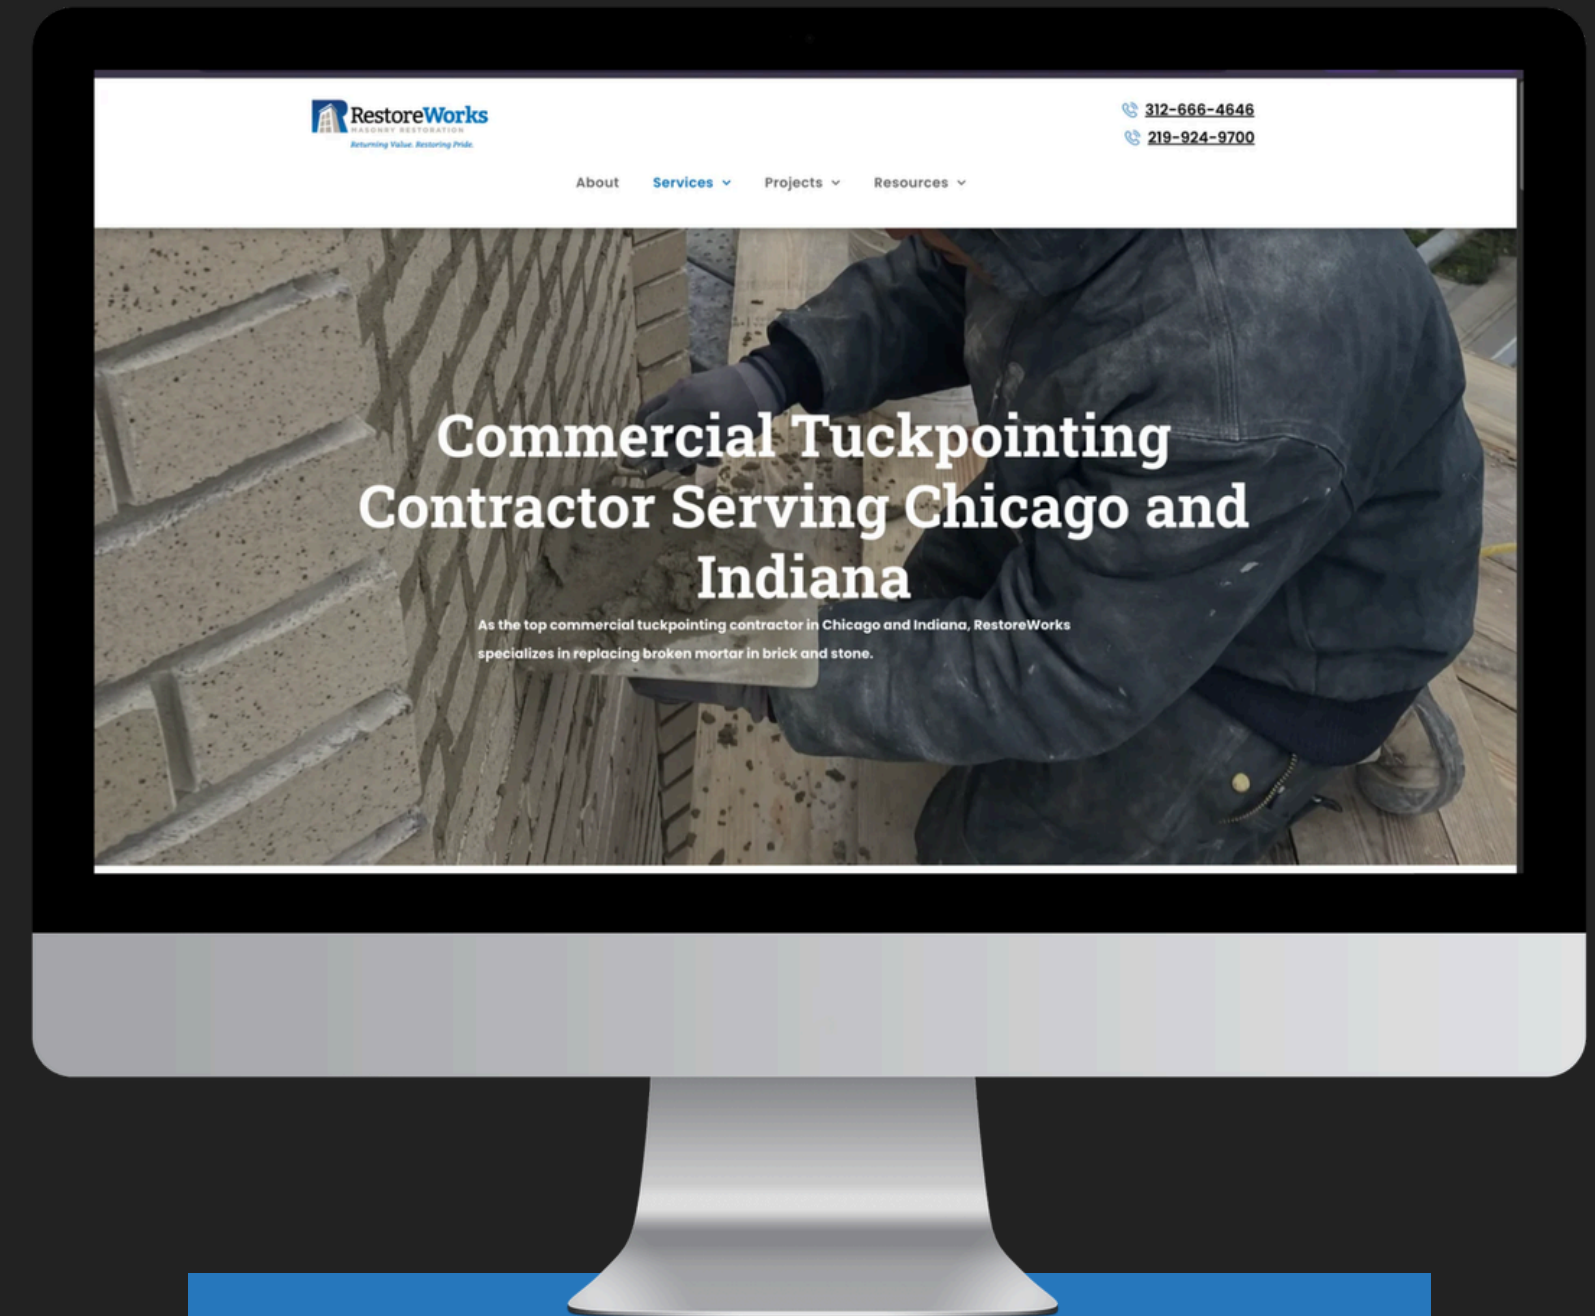 RestoreWorks
MASONRY RESTORATION
Returning Value. Restoring Pride.
312-666-4646
219-924-9700
About Services Projects Resources
Commercial Tuckpointing
Contractor Serving Chicago and
Indiana
As the top commercial tuckpointing contractor in Chicago and Indiana, RestoreWorks
specializes in replacing broken mortar in brick and stone.